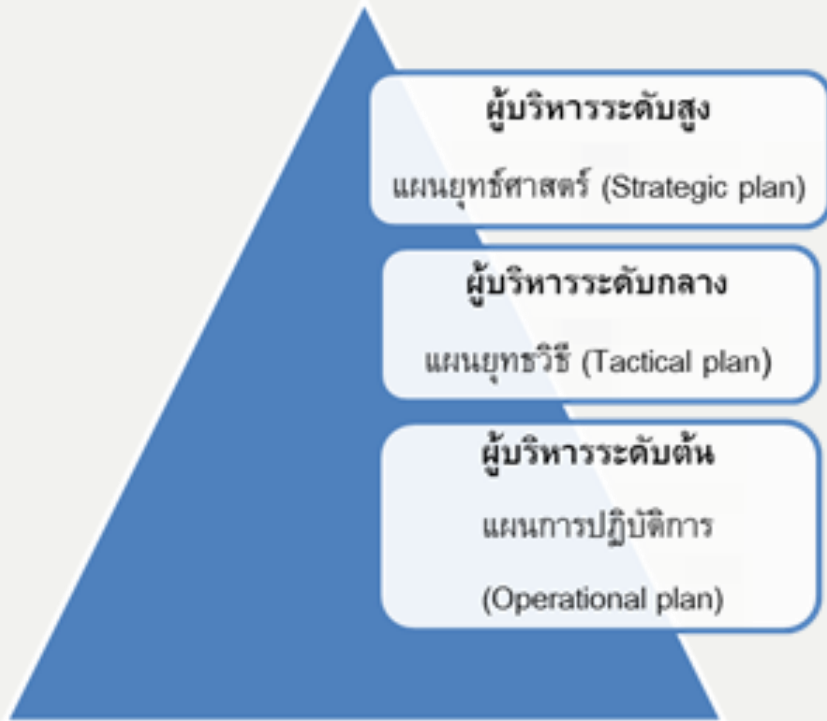 ผู้บริหารระดับสูง
แผนยุทธ์ศาสตร์ (Strategic plan)
ผู้บริหารระดับกลาง
แผนยุทธวิธี (Tactical plan)
ผู้บริหารระดับต้น
แผนการปฏิบัติการ
(Operational plan)